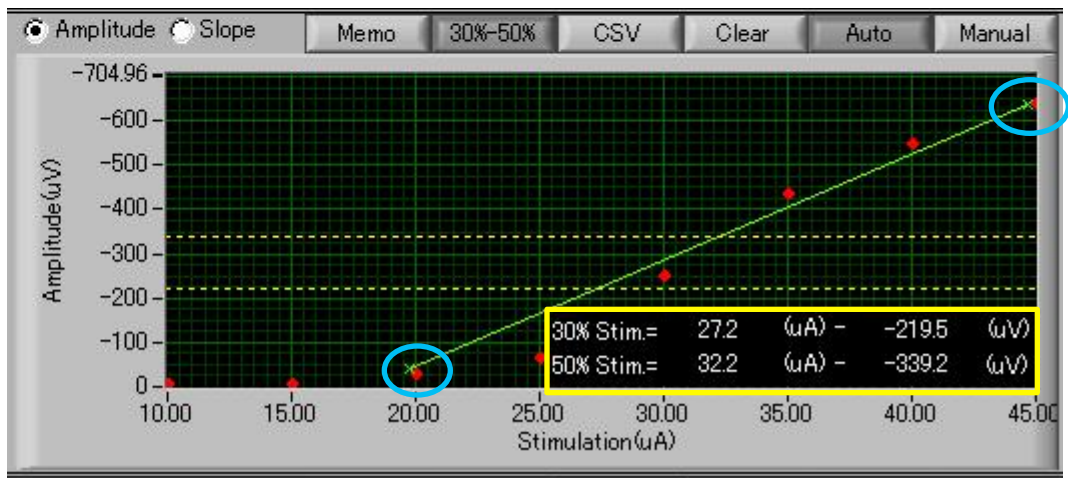 Amplitude Slope Memo 30%-50% CSV Clear Auto Manual
-704.96
-600
-500
-400
-300
-200
-100
0
Amplitude(uV)
30% Stim.= 27.2 (uA) - -219.5 (uV)
50% Stim.= 32.2 (uA) - -339.2 (uV)
10.00 15.00 20.00 25.00 30.00 35.00 40.00 45.00
Stimulation(uA)